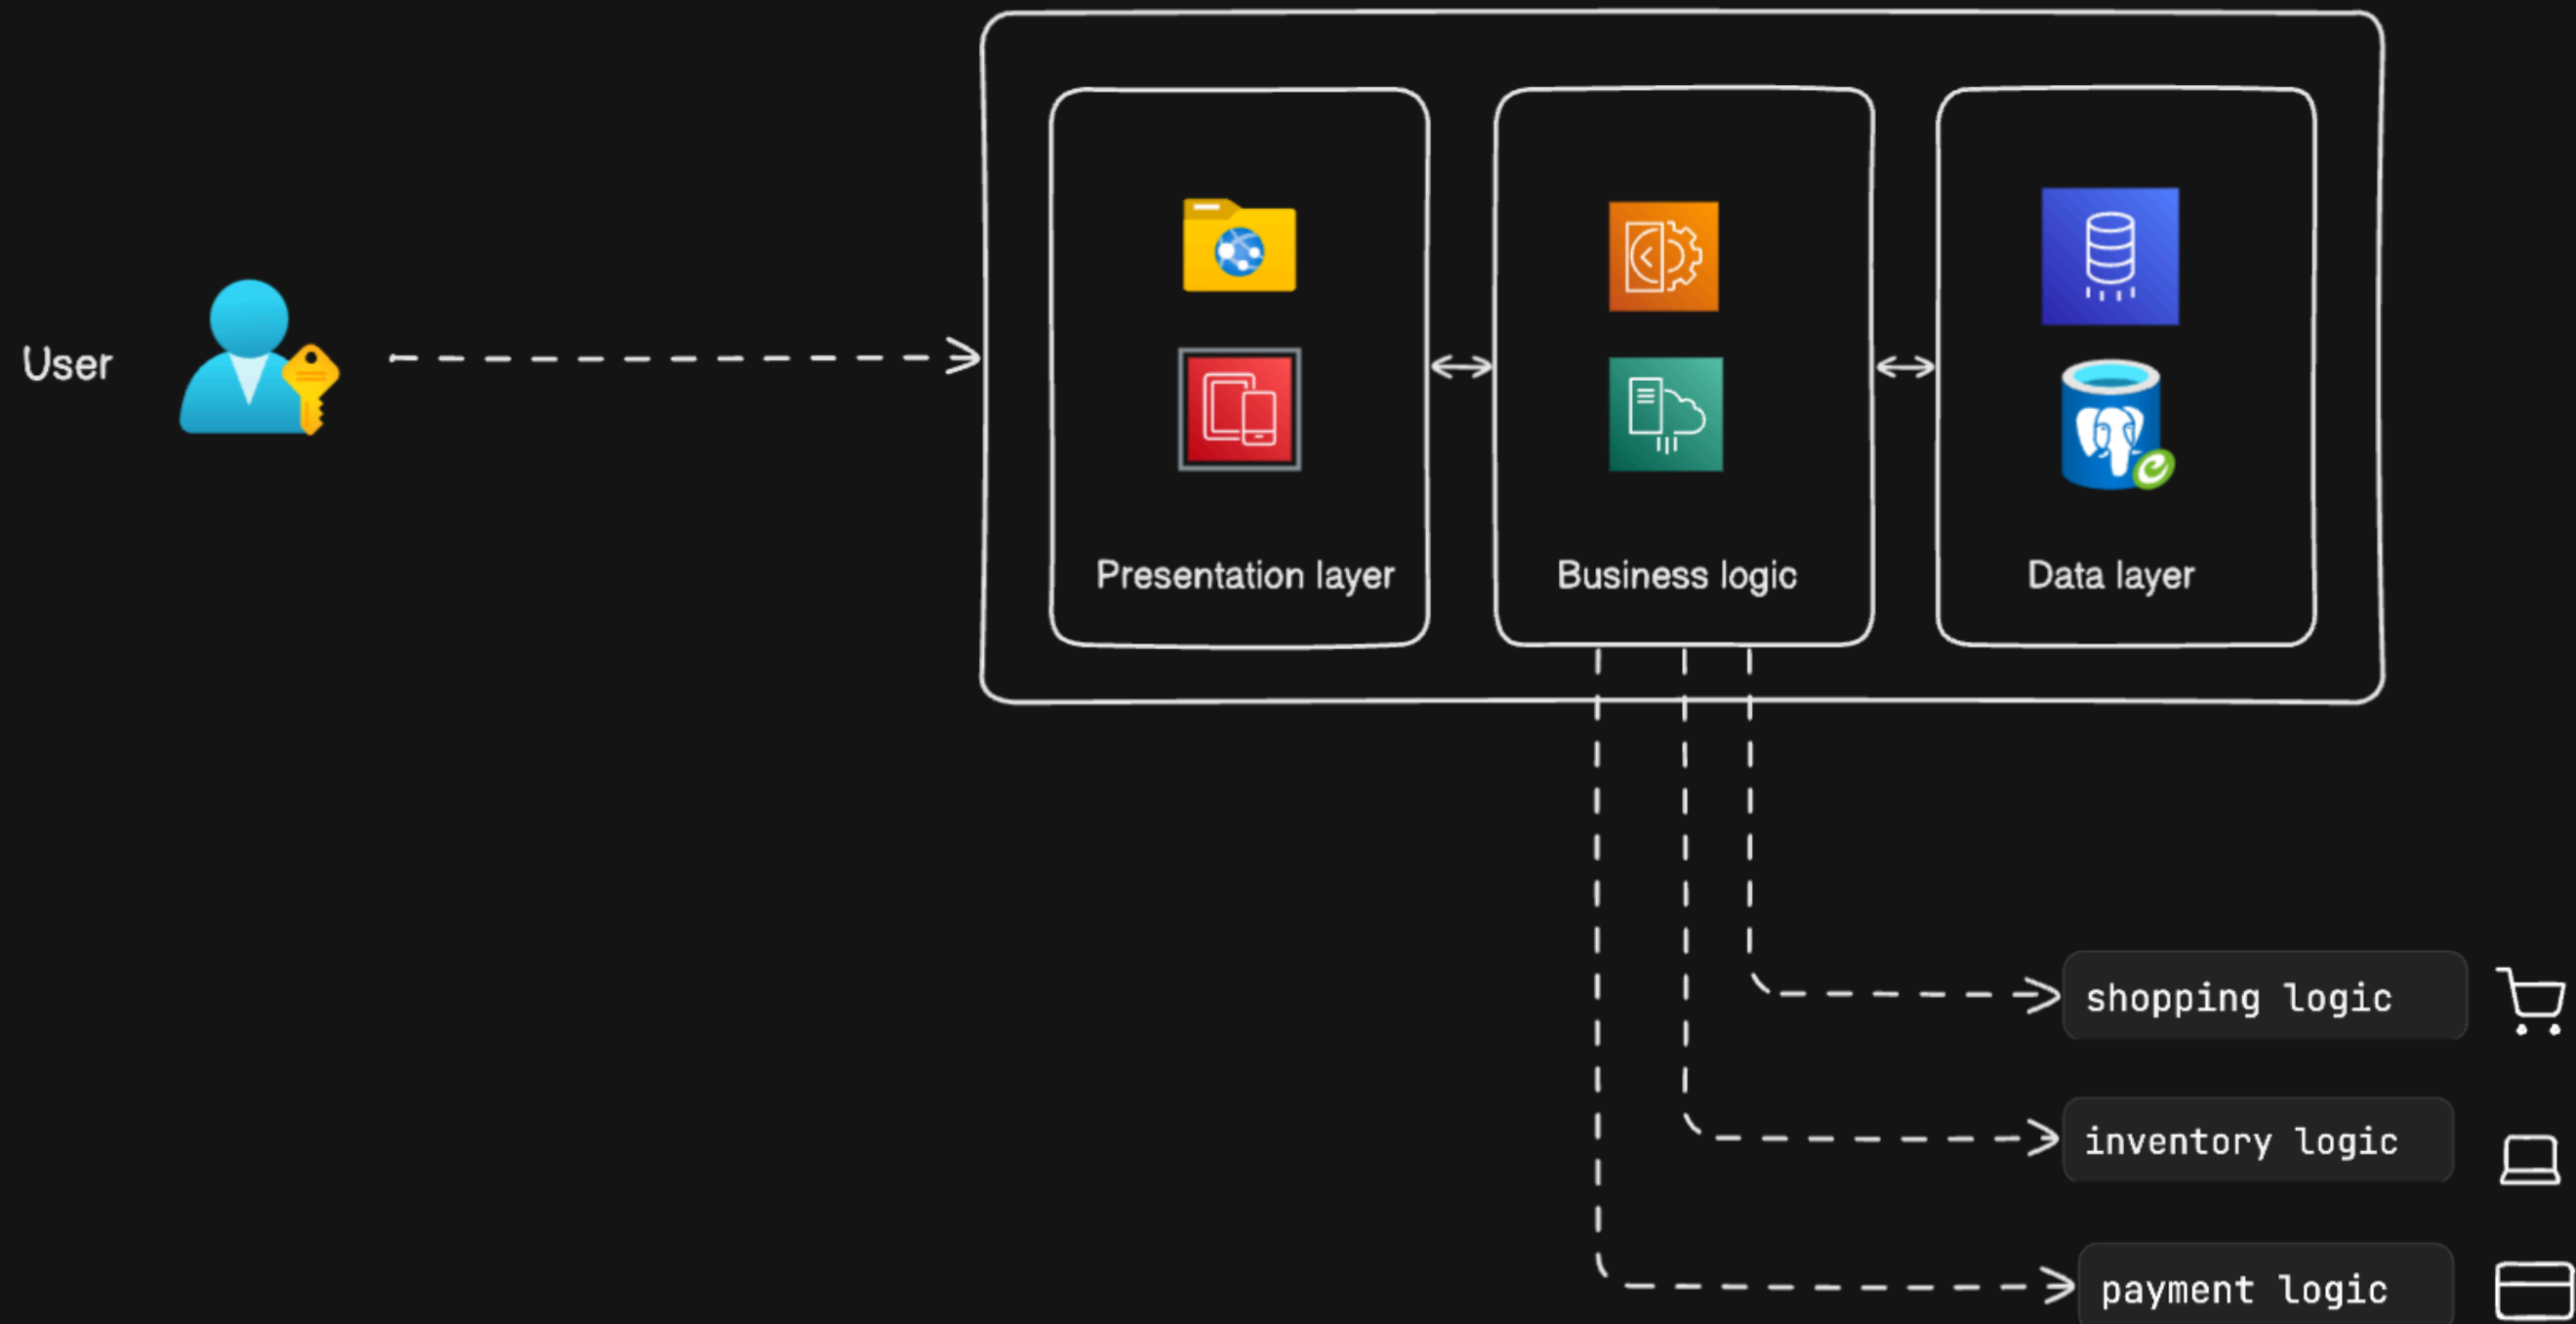 User
Presentation layer
Business logic
Data layer
shopping logic
inventory logic
payment logic